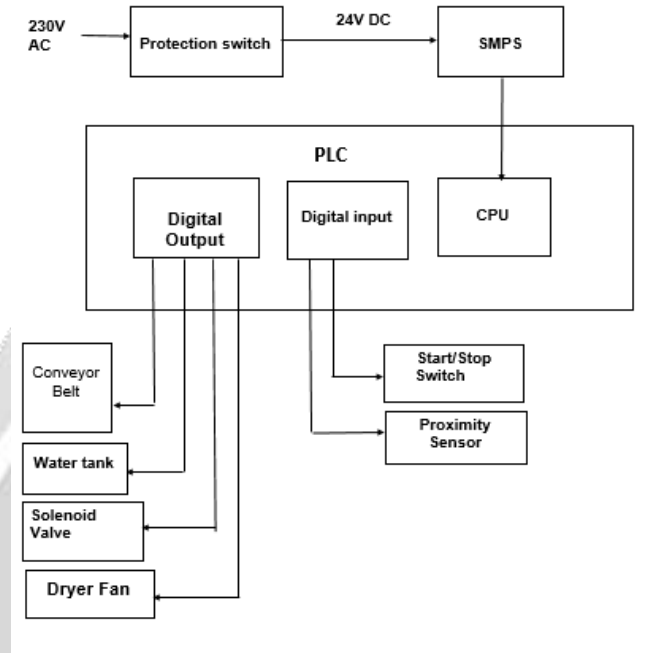 230V
AC
Protection switch
24V DC
SMPS
PLC
Digital
Output
Digital input
CPU
Conveyor
Belt
Start/Stop
Switch
Proximity
Sensor
Water tank
Solenoid
Valve
Dryer Fan